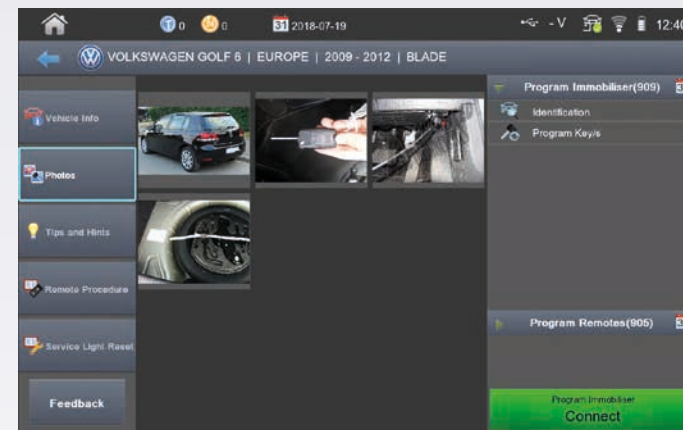 0 0 31 2018-07-19 - V 12:40
VOLKSWAGEN GOLF 6 | EUROPE | 2009 - 2012 | BLADE
Vehicle Info
Photos
Tips and Hints
Remote Procedure
Service Light Reset
Feedback
Program Immobiliser(909)
Identification
Program Key/s
Program Remotes(905)
Program Immobiliser
Connect